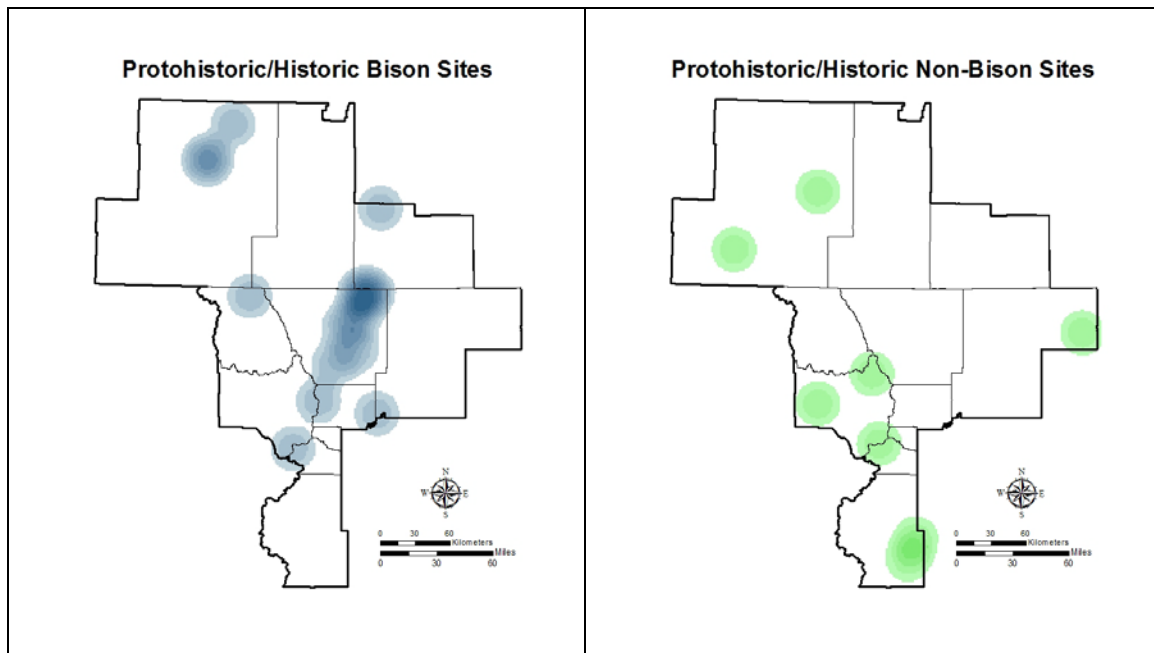 Protohistoric/Historic Bison Sites
N
W E
S
0 30 60
Kilometers
Miles
0 30 60
Protohistoric/Historic Non-Bison Sites
N
W E
S
0 30 60
Kilometers
Miles
0 30 60